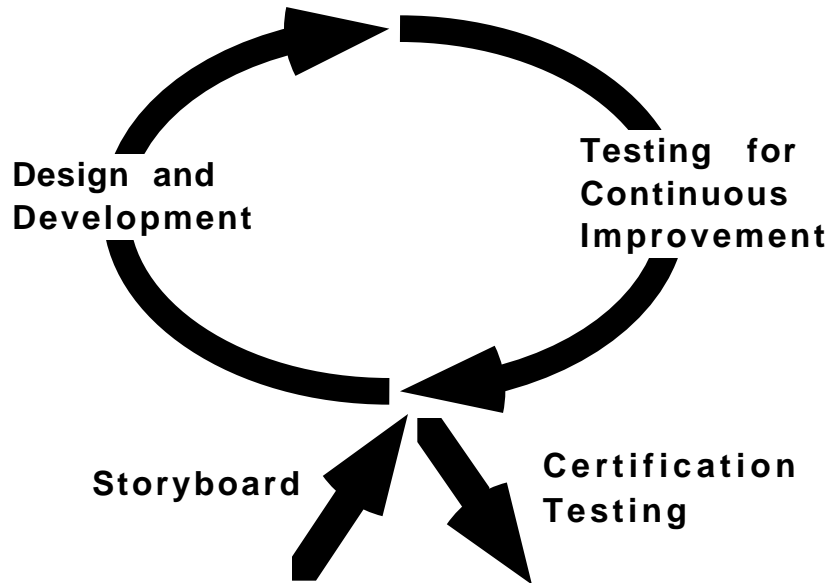 Design and
Development
Testing for
Continuous
Improvement
Storyboard
Certification
Testing